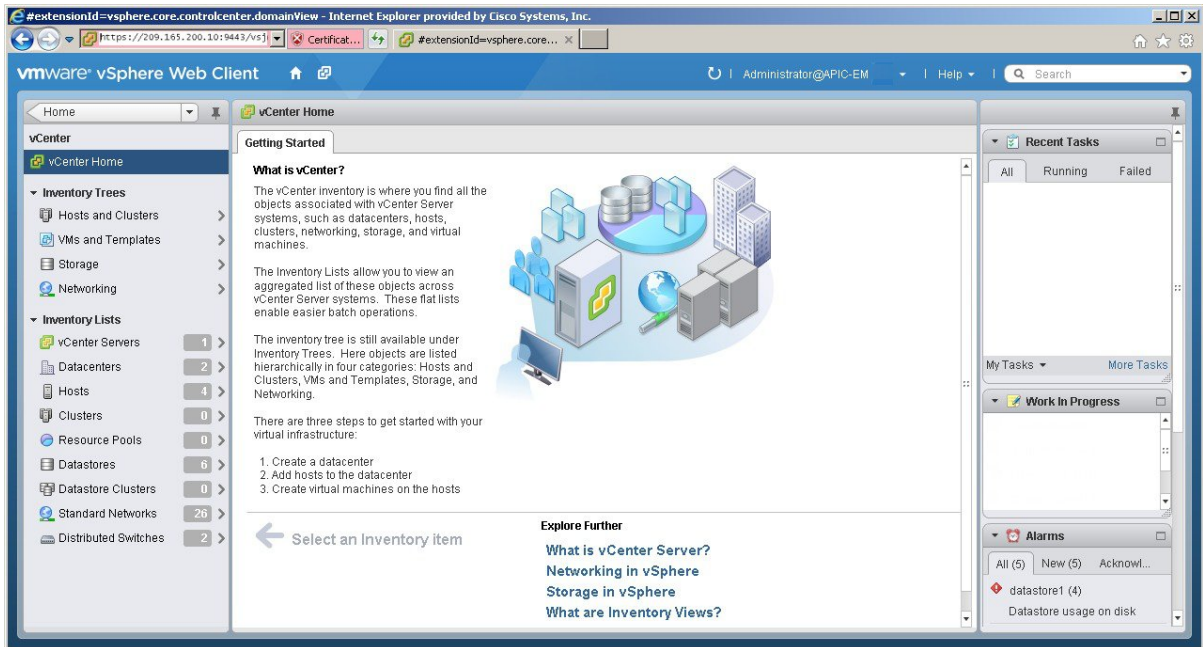 #extensionId=vsphere.core.controlcenter.domainView - Internet Explorer provided by Cisco Systems, Inc.
https://209.165.200.10:9443/vsj
Certificat...
#extensionId=vsphere.core...
vmware® vSphere Web Client
Administrator@APIC-EM
Help
Search
Home
vCenter
vCenter Home
Inventory Trees
Hosts and Clusters
VMs and Templates
Storage
Networking
Inventory Lists
vCenter Servers 1
Datacenters 2
Hosts 4
Clusters 0
Resource Pools 0
Datastores 6
Datastore Clusters 0
Standard Networks 26
Distributed Switches 2
vCenter Home
Getting Started
What is vCenter?
The vCenter inventory is where you find all the
objects associated with vCenter Server
systems, such as datacenters, hosts,
clusters, networking, storage, and virtual
machines.
The Inventory Lists allow you to view an
aggregated list of these objects across
vCenter Server systems. These flat lists
enable easier batch operations.
The inventory tree is still available under
Inventory Trees. Here objects are listed
hierarchically in four categories: Hosts and
Clusters, VMs and Templates, Storage, and
Networking.
There are three steps to get started with your
virtual infrastructure:
1. Create a datacenter
2. Add hosts to the datacenter
3. Create virtual machines on the hosts
Select an Inventory item
Explore Further
What is vCenter Server?
Networking in vSphere
Storage in vSphere
What are Inventory Views?
Recent Tasks
All Running Failed
My Tasks More Tasks
Work In Progress
Alarms
All (5) New (5) Acknowl...
datastore1 (4)
Datastore usage on disk